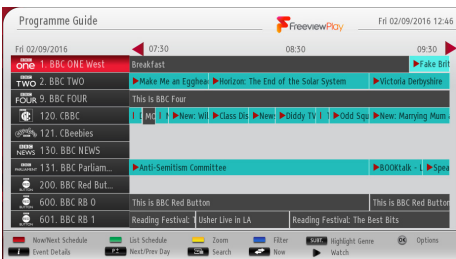 Programme Guide
FreeviewPlay
Fri 02/09/2016 12:46
Fri 02/09/2016
07:30
08:30
09:30
BBC one 1. BBC ONE West
Breakfast
Fake Brit
BBC TWO 2. BBC TWO
Make Me an Egghea
Horizon: The End of the Solar System
Victoria Derbyshire
BBC FOUR 9. BBC FOUR
This Is BBC Four
120. CBBC
New: Wil
Class Dis
New:
Diddy TV
Odd Squ
New: Marrying Mum
121. CBeebies
BBC NEWS 130. BBC NEWS
131. BBC Parliam...
Anti-Semitism Committee
BOOKtalk - L
Spea
200. BBC Red But...
600. BBC RB 0
This is BBC Red Button
This is BBC Red Button
601. BBC RB 1
Reading Festival:
Usher Live in LA
Reading Festival: The Best Bits
Now/Next Schedule
List Schedule
Zoom
Filter
SUBT. Highlight Genre
OK Options
i Event Details
Next/Prev Day
Search
Now
Watch